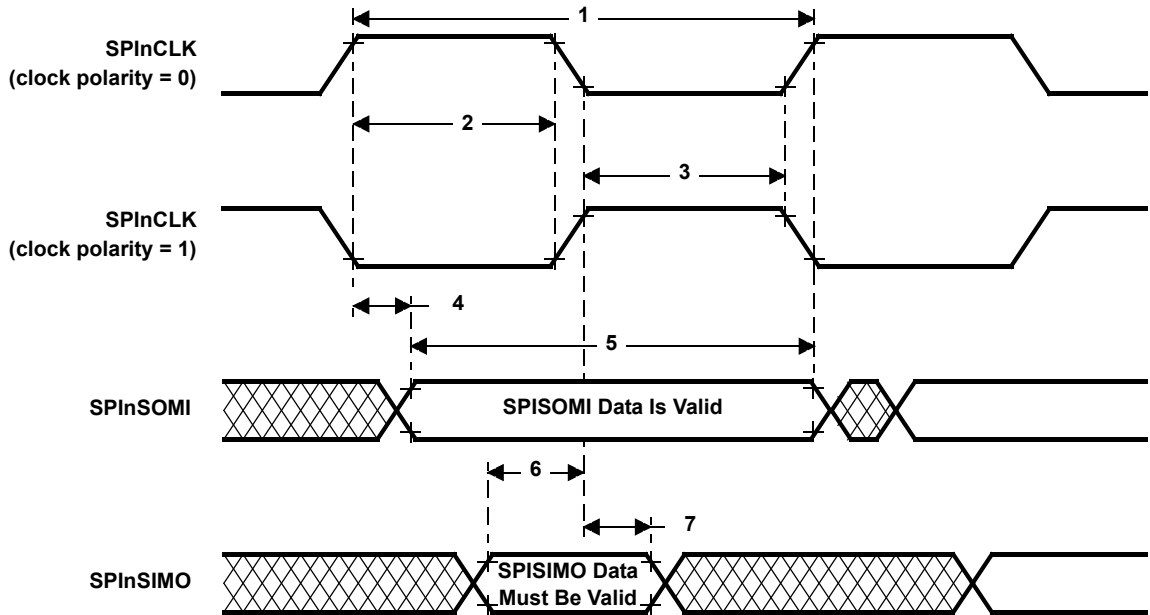 1
SPInCLK
(clock polarity = 0)
2
3
SPInCLK
(clock polarity = 1)
4
5
SPInSOMI
SPISOMI Data Is Valid
6
7
SPInSIMO
SPISIMO Data
Must Be Valid